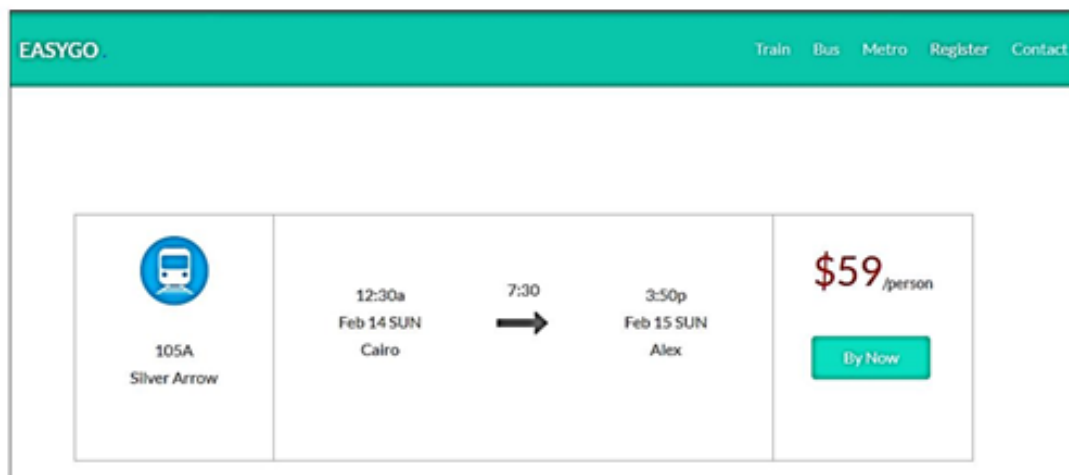 EASYGO.
Train Bus Metro Register Contact
105A
Silver Arrow
12:30a
Feb 14 SUN
Cairo
7:30
3:50p
Feb 15 SUN
Alex
$59/person
By Now